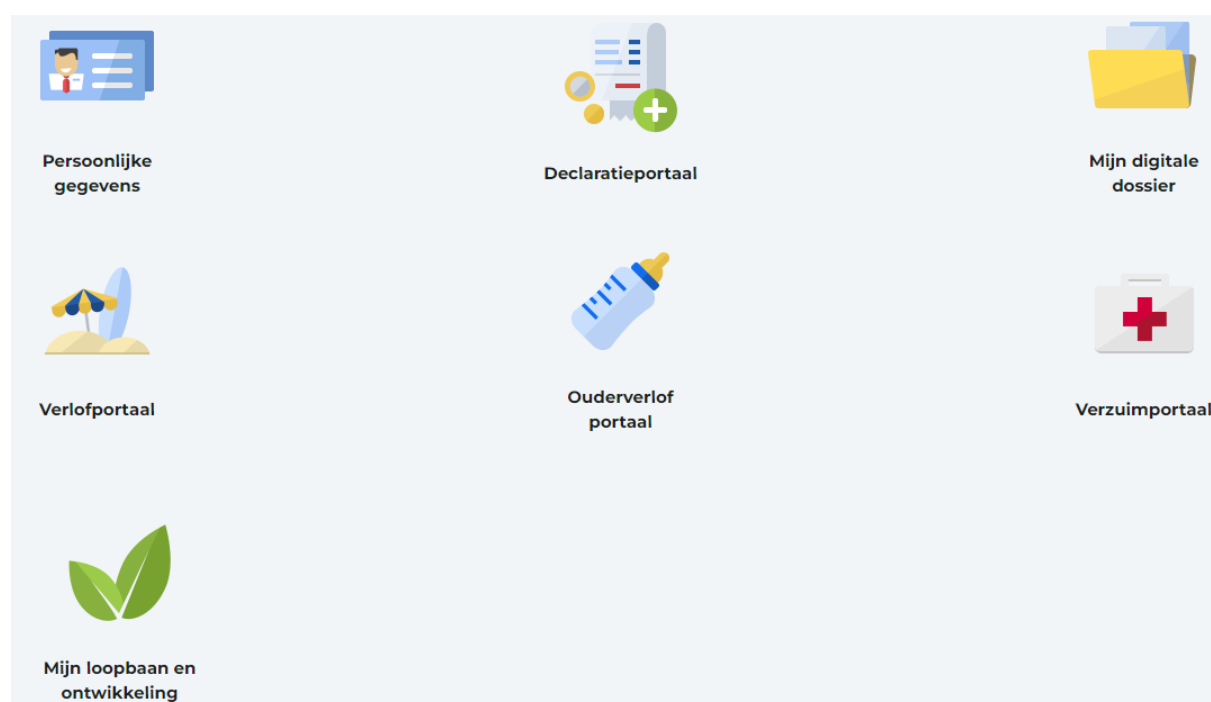 Persoonlijke
gegevens
Declaratieportaal
Mijn digitale
dossier
Verlofportaal
Ouderverlof
portaal
Verzuimportaal
Mijn loopbaan en
ontwikkeling